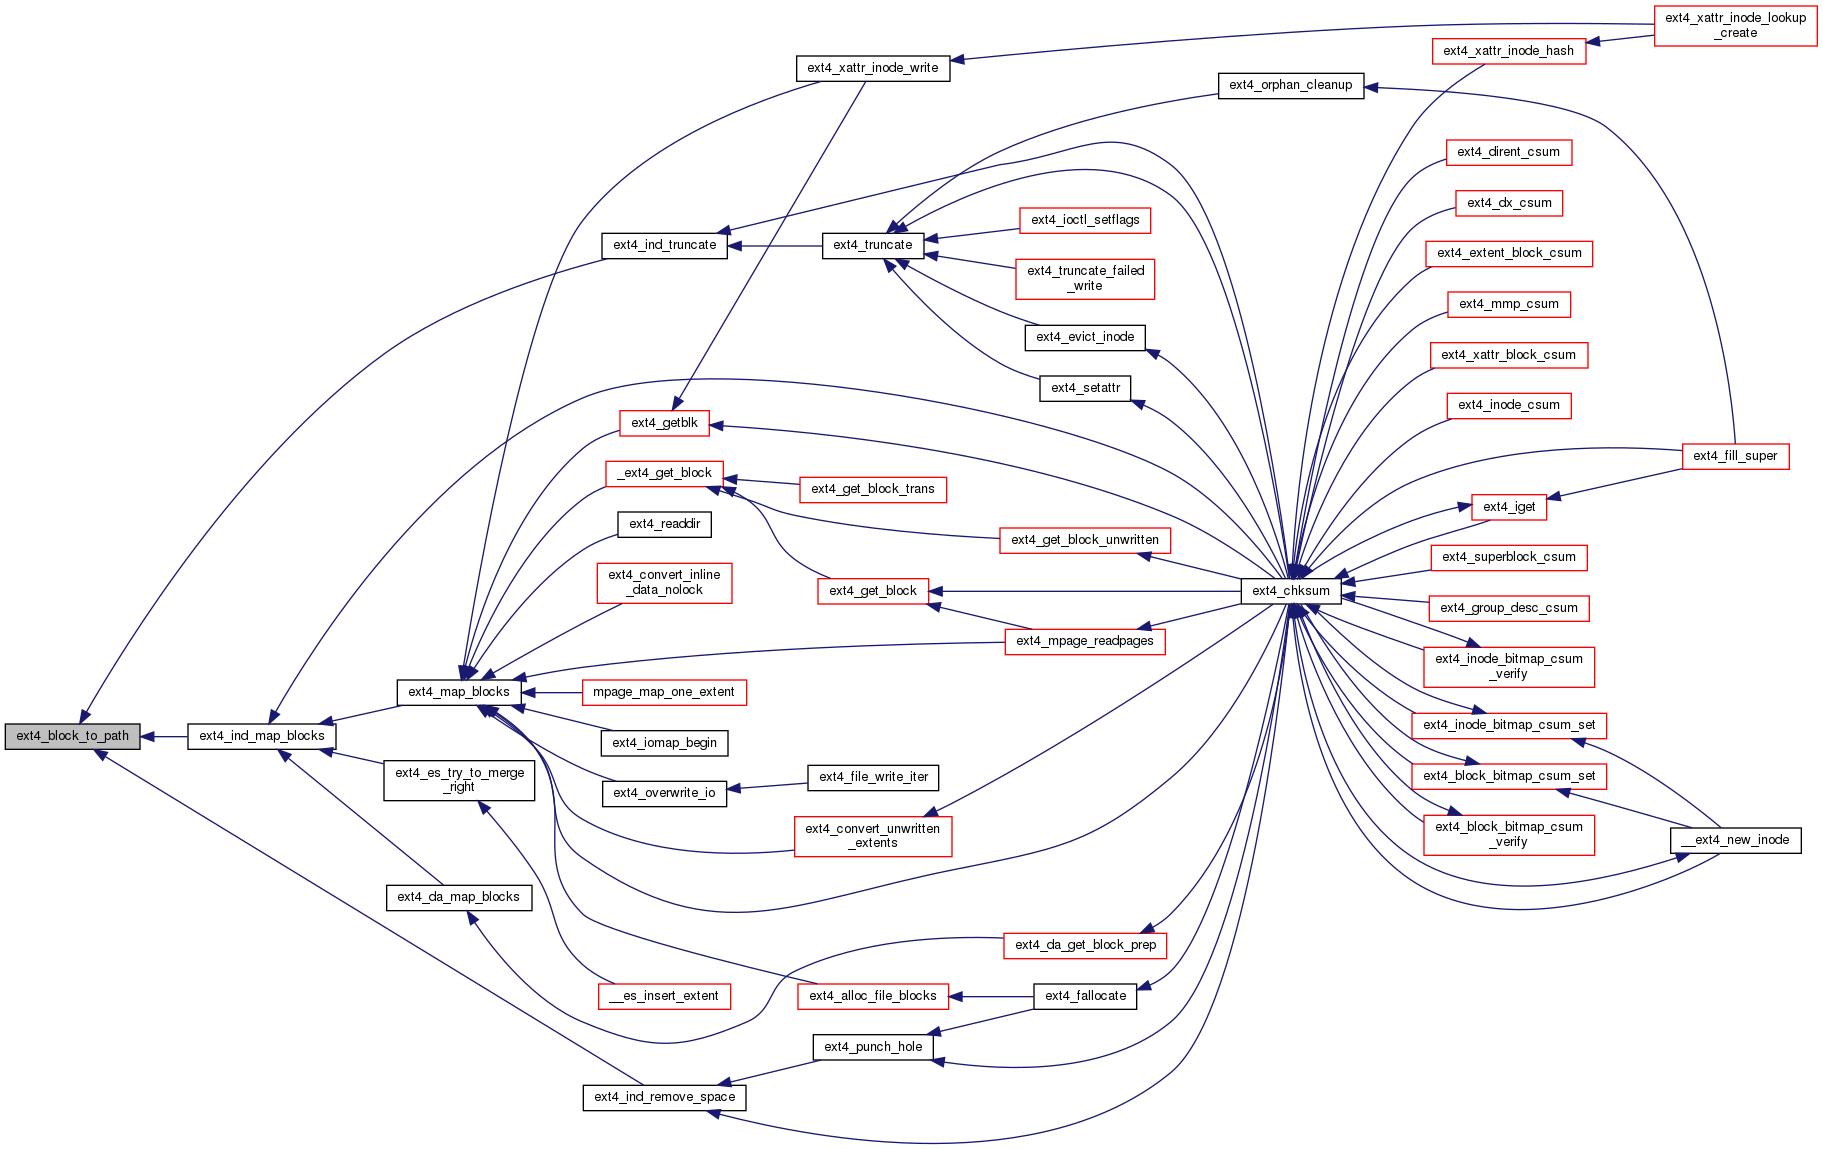 ext4_xattr_inode_lookup
_create
ext4_xattr_inode_hash
ext4_xattr_inode_write
ext4_orphan_cleanup
ext4_dirent_csum
ext4_dx_csum
ext4_ioctl_setflags
ext4_ind_truncate
ext4_truncate
ext4_extent_block_csum
ext4_truncate_failed
_write
ext4_mmp_csum
ext4_evict_inode
ext4_xattr_block_csum
ext4_setattr
ext4_inode_csum
ext4_getblk
ext4_fill_super
_ext4_get_block
ext4_get_block_trans
ext4_iget
ext4_readdir
ext4_get_block_unwritten
ext4_superblock_csum
ext4_convert_inline
_data_nolock
ext4_get_block
ext4_chksum
ext4_group_desc_csum
ext4_mpage_readpages
ext4_inode_bitmap_csum
_verify
ext4_map_blocks
mpage_map_one_extent
ext4_inode_bitmap_csum_set
ext4_block_to_path
ext4_ind_map_blocks
ext4_iomap_begin
ext4_es_try_to_merge
_right
ext4_file_write_iter
ext4_block_bitmap_csum_set
ext4_overwrite_io
ext4_convert_unwritten
_extents
ext4_block_bitmap_csum
_verify
__ext4_new_inode
ext4_da_map_blocks
ext4_da_get_block_prep
__es_insert_extent
ext4_alloc_file_blocks
ext4_fallocate
ext4_punch_hole
ext4_ind_remove_space